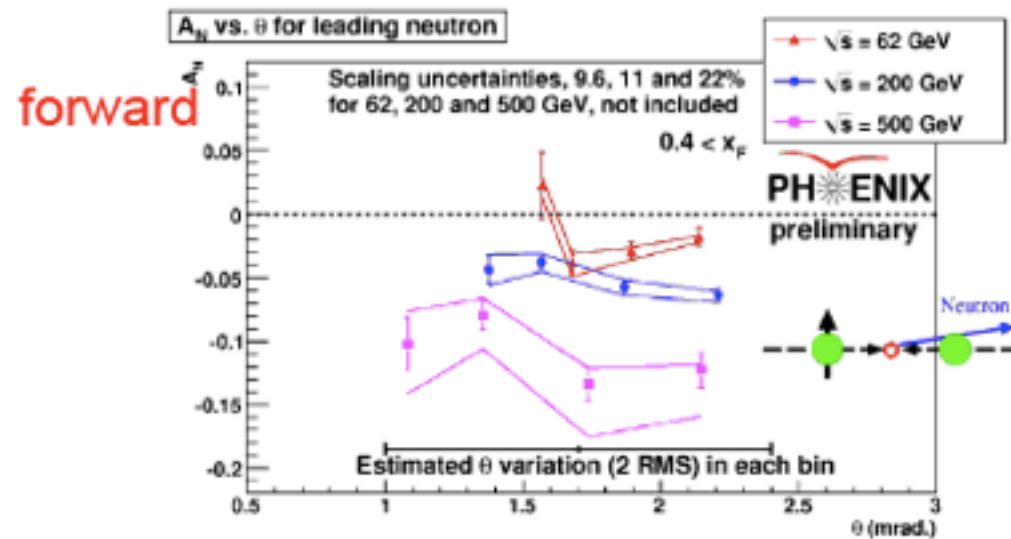 A_N vs. θ for leading neutron
√s = 62 GeV
√s = 200 GeV
√s = 500 GeV
forward
A_N
Scaling uncertainties, 9.6, 11 and 22%
for 62, 200 and 500 GeV, not included
0.4 < x_F
PHENIX
preliminary
Neutron
Estimated θ variation (2 RMS) in each bin
0.1
0.05
0
-0.05
-0.1
-0.15
-0.2
0.5 1 1.5 2 2.5 3
θ (mrad.)